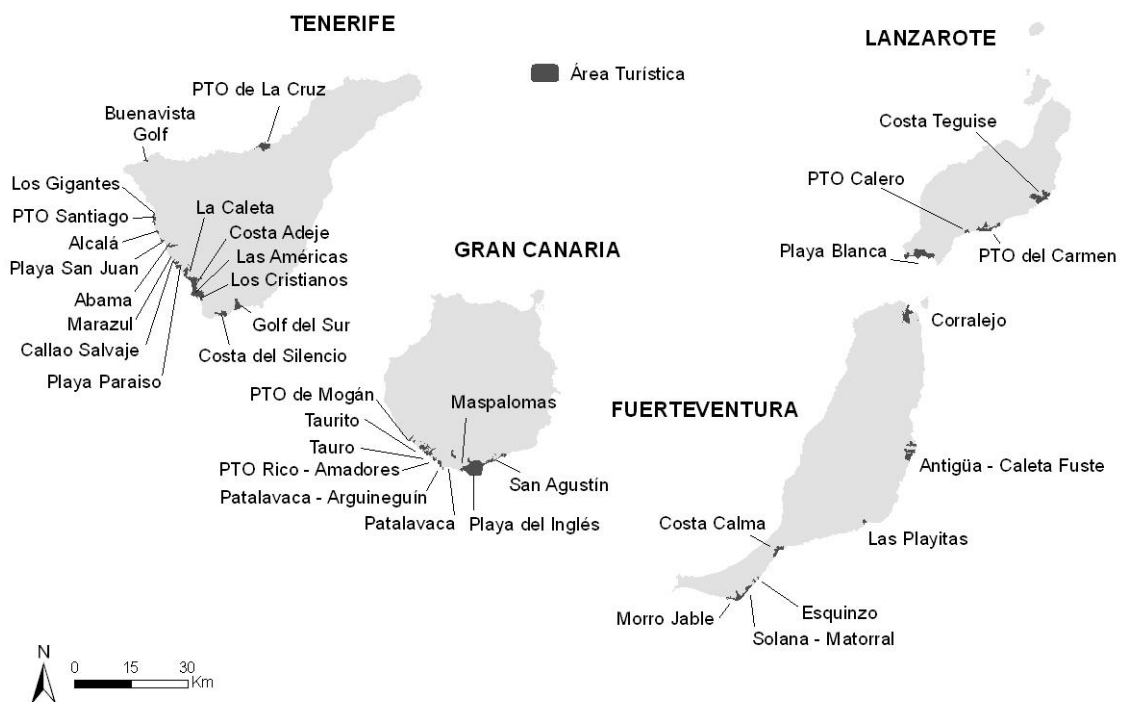 TENERIFE
LANZAROTE
Área Turística
PTO de La Cruz
Buenavista
Golf
Los Gigantes
PTO Santiago
Alcalá
Playa San Juan
Abama
Marazul
Callao Salvaje
Playa Paraiso
La Caleta
Costa Adeje
Las Américas
Los Cristianos
Golf del Sur
Costa del Silencio
Costa Teguise
PTO Calero
Playa Blanca
PTO del Carmen
GRAN CANARIA
PTO de Mogán
Taurito
Tauro
PTO Rico - Amadores
Patalavaca - Arguineguín
Patalavaca
Maspalomas
San Agustín
Playa del Inglés
FUERTEVENTURA
Corralejo
Antigüa - Caleta Fuste
Las Playitas
Costa Calma
Esquinzo
Solana - Matorral
Morro Jable
N
0 15 30
Km